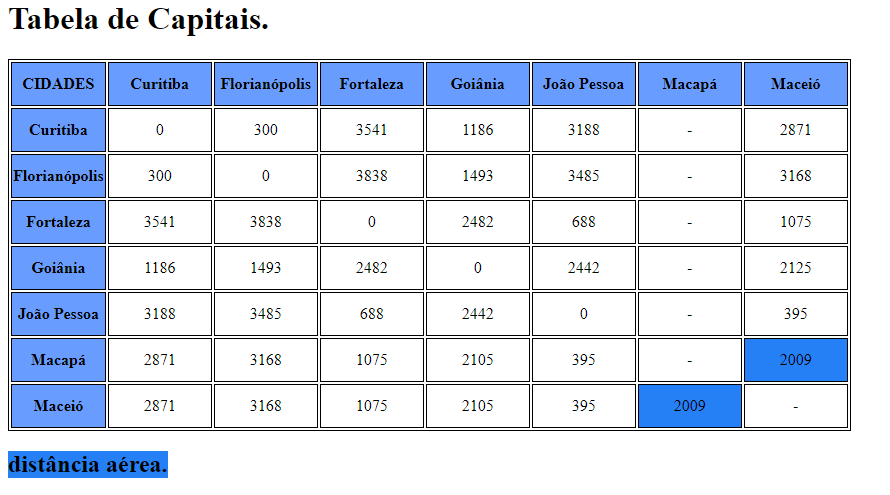 Tabela de Capitais.
CIDADES Curitiba Florianópolis Fortaleza Goiânia João Pessoa Macapá Maceió
Curitiba 0 300 3541 1186 3188 - 2871
Florianópolis 300 0 3838 1493 3485 - 3168
Fortaleza 3541 3838 0 2482 688 - 1075
Goiânia 1186 1493 2482 0 2442 - 2125
João Pessoa 3188 3485 688 2442 0 - 395
Macapá 2871 3168 1075 2105 395 - 2009
Maceió 2871 3168 1075 2105 395 2009 -
distância aérea.